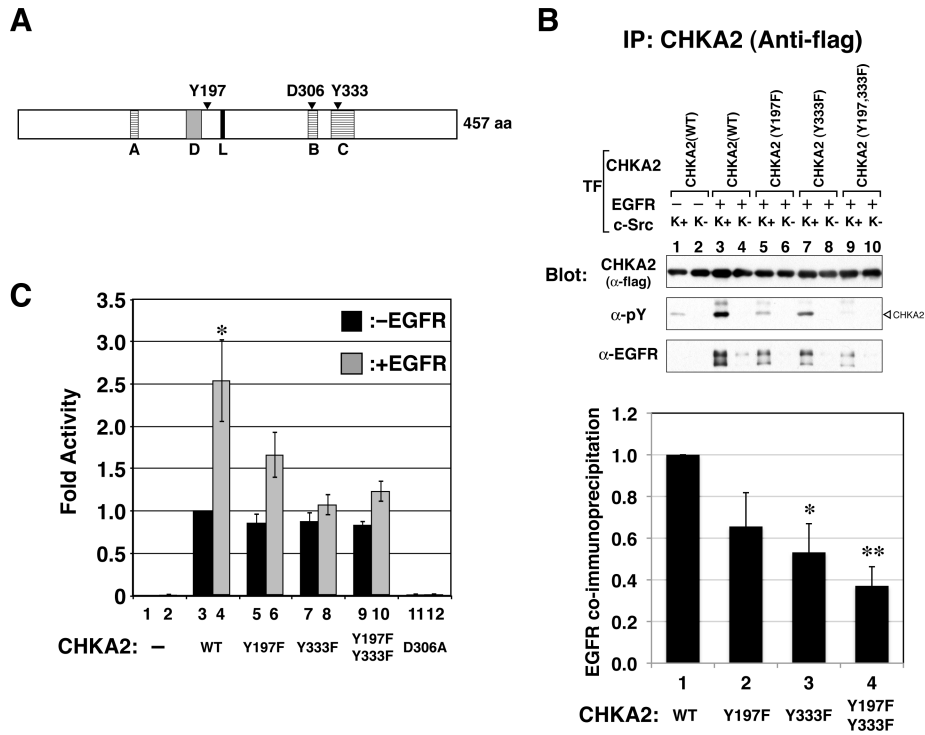 A
Y197 D306 Y333
457 aa
A D L B C
B
IP: CHKA2 (Anti-flag)
CHKA2(WT)
CHKA2(WT)
CHKA2 (Y197F)
CHKA2 (Y333F)
CHKA2 (Y197,333F)
TF
CHKA2
EGFR − − + + + + + + + +
c-Src K+ K- K+ K- K+ K- K+ K- K+ K-
1 2 3 4 5 6 7 8 9 10
Blot: CHKA2
(α-flag)
α-pY
CHKA2
α-EGFR
EGFR co-immunoprecipitation
1.2
1.0
0.8
0.6
0.4
0.2
0.0
*
**
1 2 3 4
CHKA2: WT Y197F Y333F Y197F
Y333F
C
Fold Activity
3.5
3.0
2.5
2.0
1.5
1.0
0.5
0
:−EGFR
:+EGFR
*
1 2 3 4 5 6 7 8 9 10 11 12
CHKA2: − WT Y197F Y333F Y197F
Y333F D306A